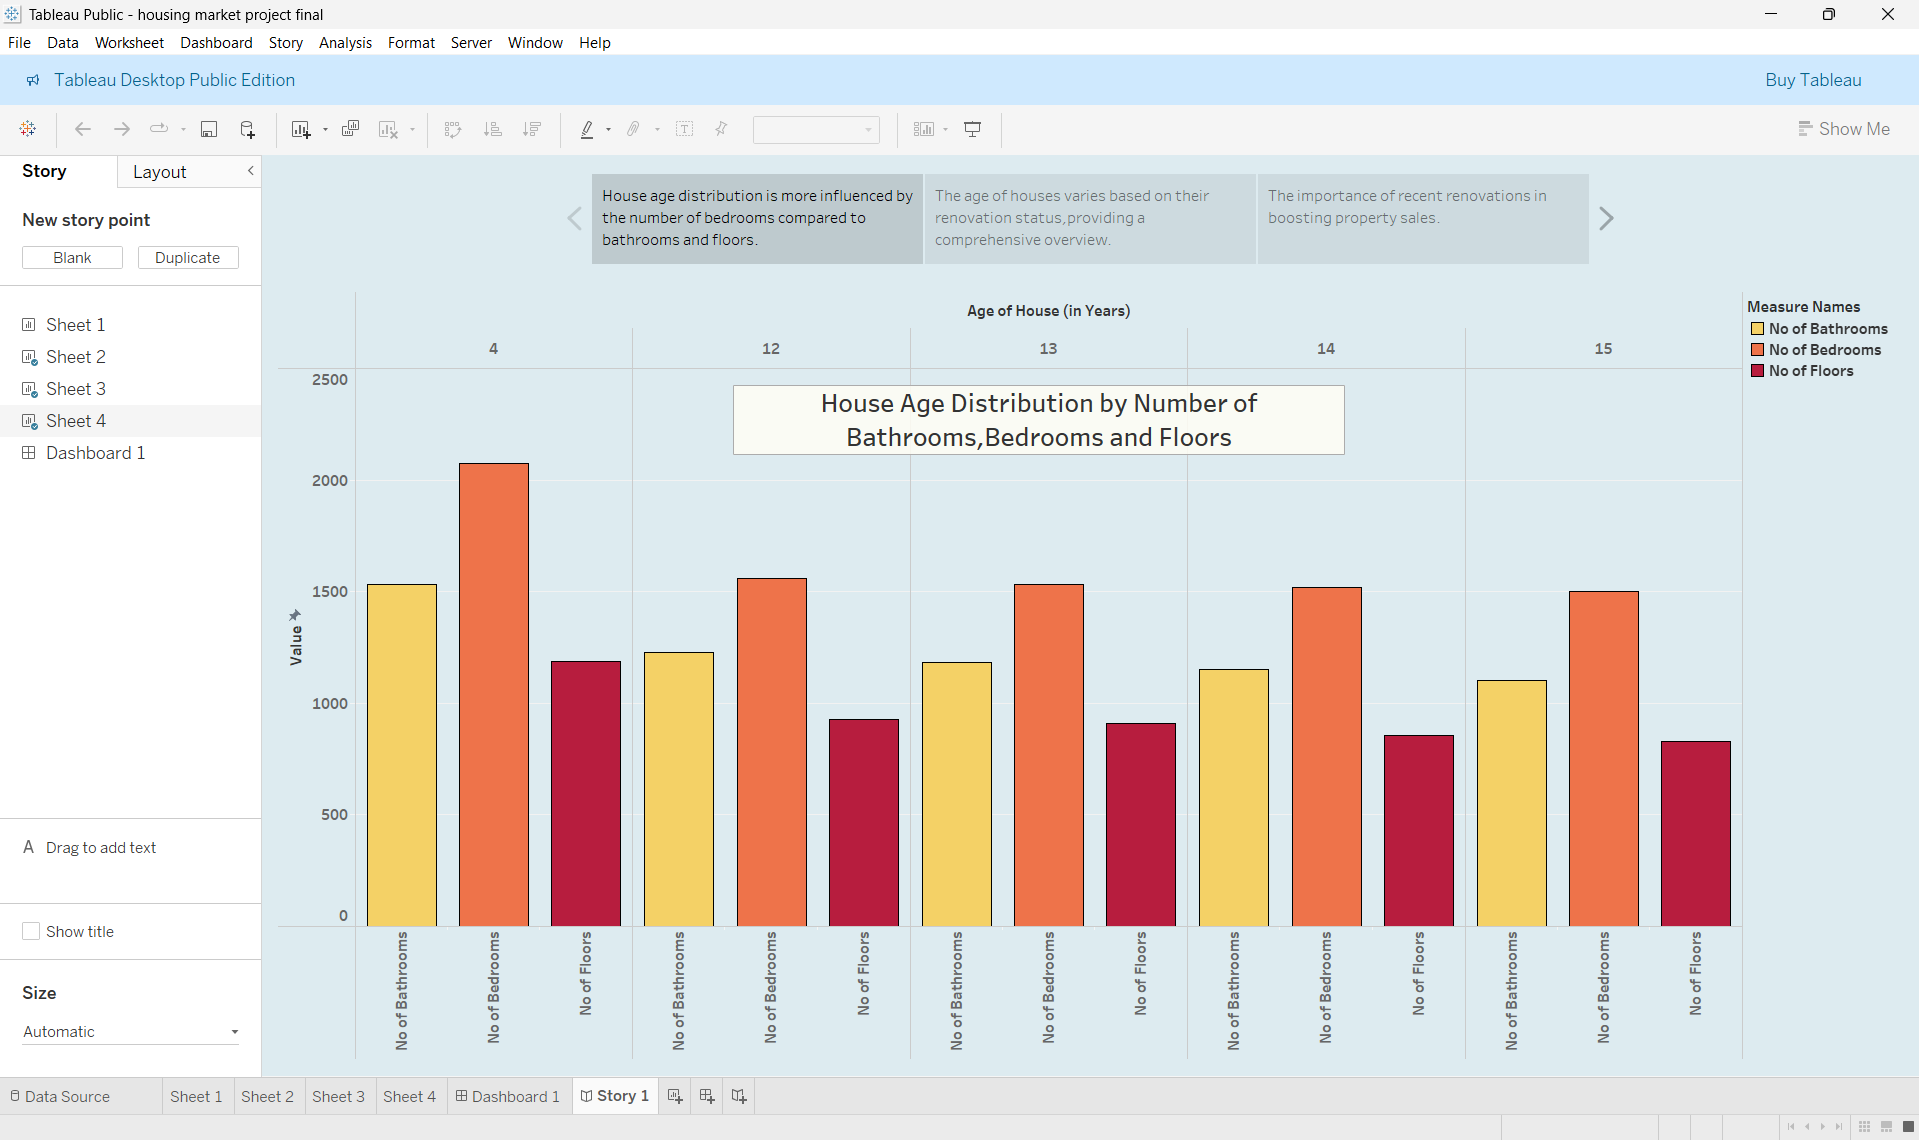 Tableau Public - housing market project final
File Data Worksheet Dashboard Story Analysis Format Server Window Help
Tableau Desktop Public Edition
Buy Tableau
Show Me
Story
Layout
New story point
Blank
Duplicate
Sheet 1
Sheet 2
Sheet 3
Sheet 4
Dashboard 1
A Drag to add text
Show title
Size
Automatic
House age distribution is more influenced by
the number of bedrooms compared to
bathrooms and floors.
The age of houses varies based on their
renovation status,providing a
comprehensive overview.
The importance of recent renovations in
boosting property sales.
Age of House (in Years)
4
12
13
14
15
House Age Distribution by Number of
Bathrooms,Bedrooms and Floors
2500
2000
1500
1000
500
0
Value
No of Bathrooms
No of Bedrooms
No of Floors
No of Bathrooms
No of Bedrooms
No of Floors
No of Bathrooms
No of Bedrooms
No of Floors
No of Bathrooms
No of Bedrooms
No of Floors
No of Bathrooms
No of Bedrooms
No of Floors
Measure Names
No of Bathrooms
No of Bedrooms
No of Floors
Data Source
Sheet 1
Sheet 2
Sheet 3
Sheet 4
Dashboard 1
Story 1